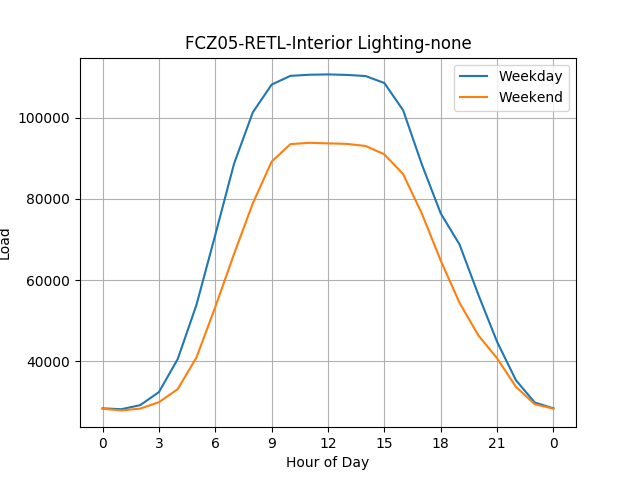 FCZ05-RETL-Interior Lighting-none
Weekday
Weekend
Load
100000
80000
60000
40000
0 3 6 9 12 15 18 21 0
Hour of Day